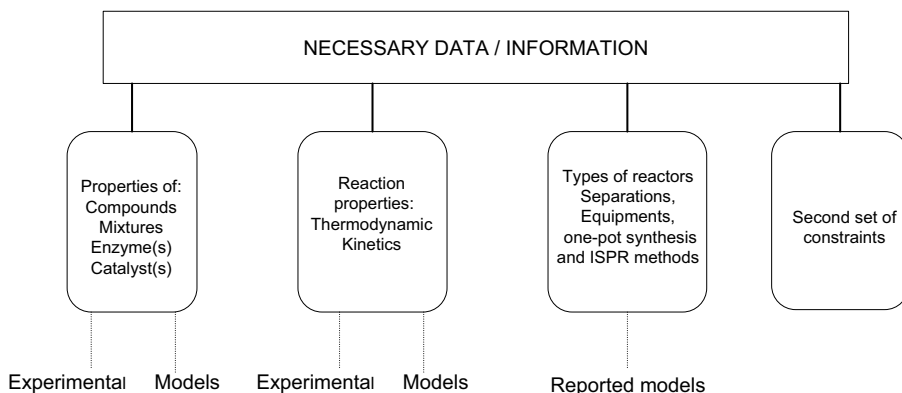 NECESSARY DATA / INFORMATION
Properties of:
Compounds
Mixtures
Enzyme(s)
Catalyst(s)
Reaction
properties:
Thermodynamic
Kinetics
Types of reactors
Separations,
Equipments,
one-pot synthesis
and ISPR methods
Second set of
constraints
Experimental
Models
Experimental
Models
Reported models